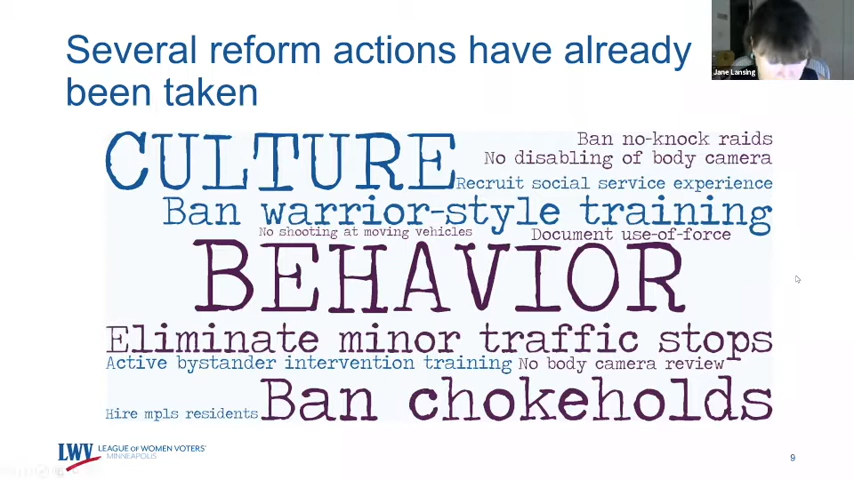 Several reform actions have already
been taken
Jane Lansing
CULTURE
Ban no-knock raids
No disabling of body camera
Recruit social service experience
Ban warrior-style training
No shooting at moving vehicles
Document use-of-force
BEHAVIOR
Eliminate minor traffic stops
Active bystander intervention training
No body camera review
Hire mpls residents
Ban chokeholds
LWV
LEAGUE OF WOMEN VOTERS®
MINNEAPOLIS
9